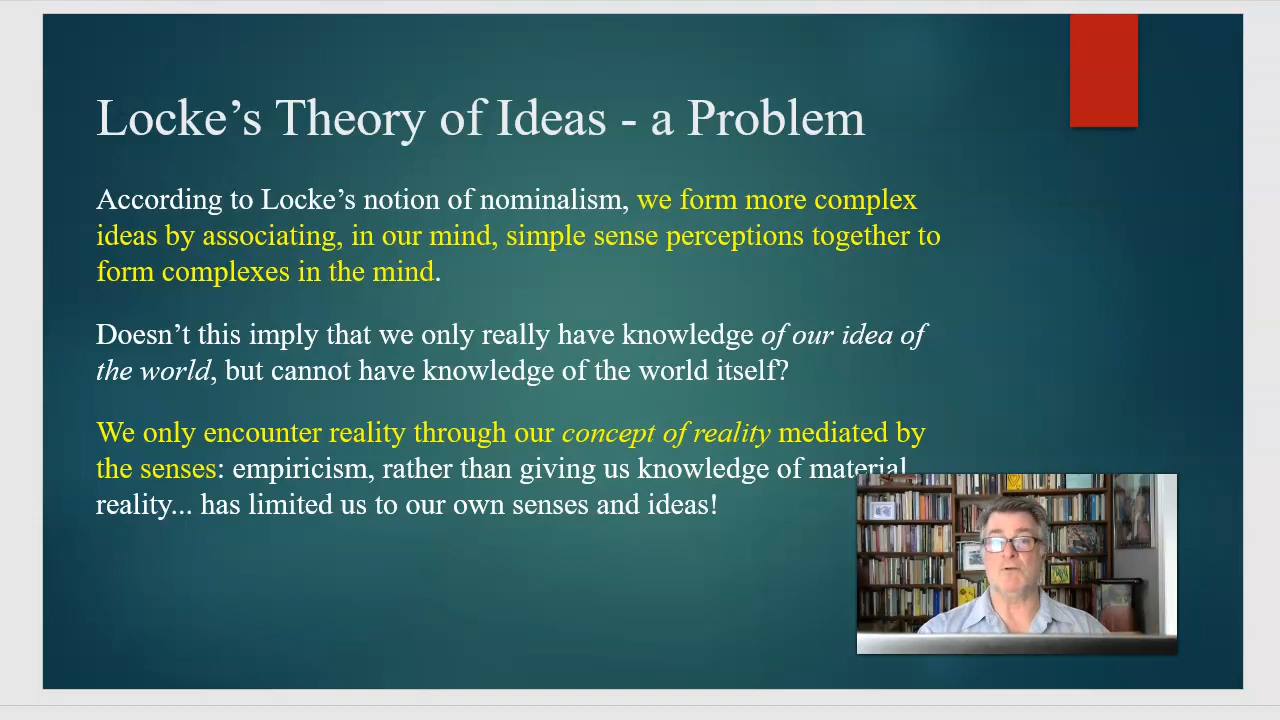 Locke’s Theory of Ideas - a Problem
According to Locke’s notion of nominalism, we form more complex
ideas by associating, in our mind, simple sense perceptions together to
form complexes in the mind.
Doesn’t this imply that we only really have knowledge of our idea of
the world, but cannot have knowledge of the world itself?
We only encounter reality through our concept of reality mediated by
the senses: empiricism, rather than giving us knowledge of material
reality... has limited us to our own senses and ideas!